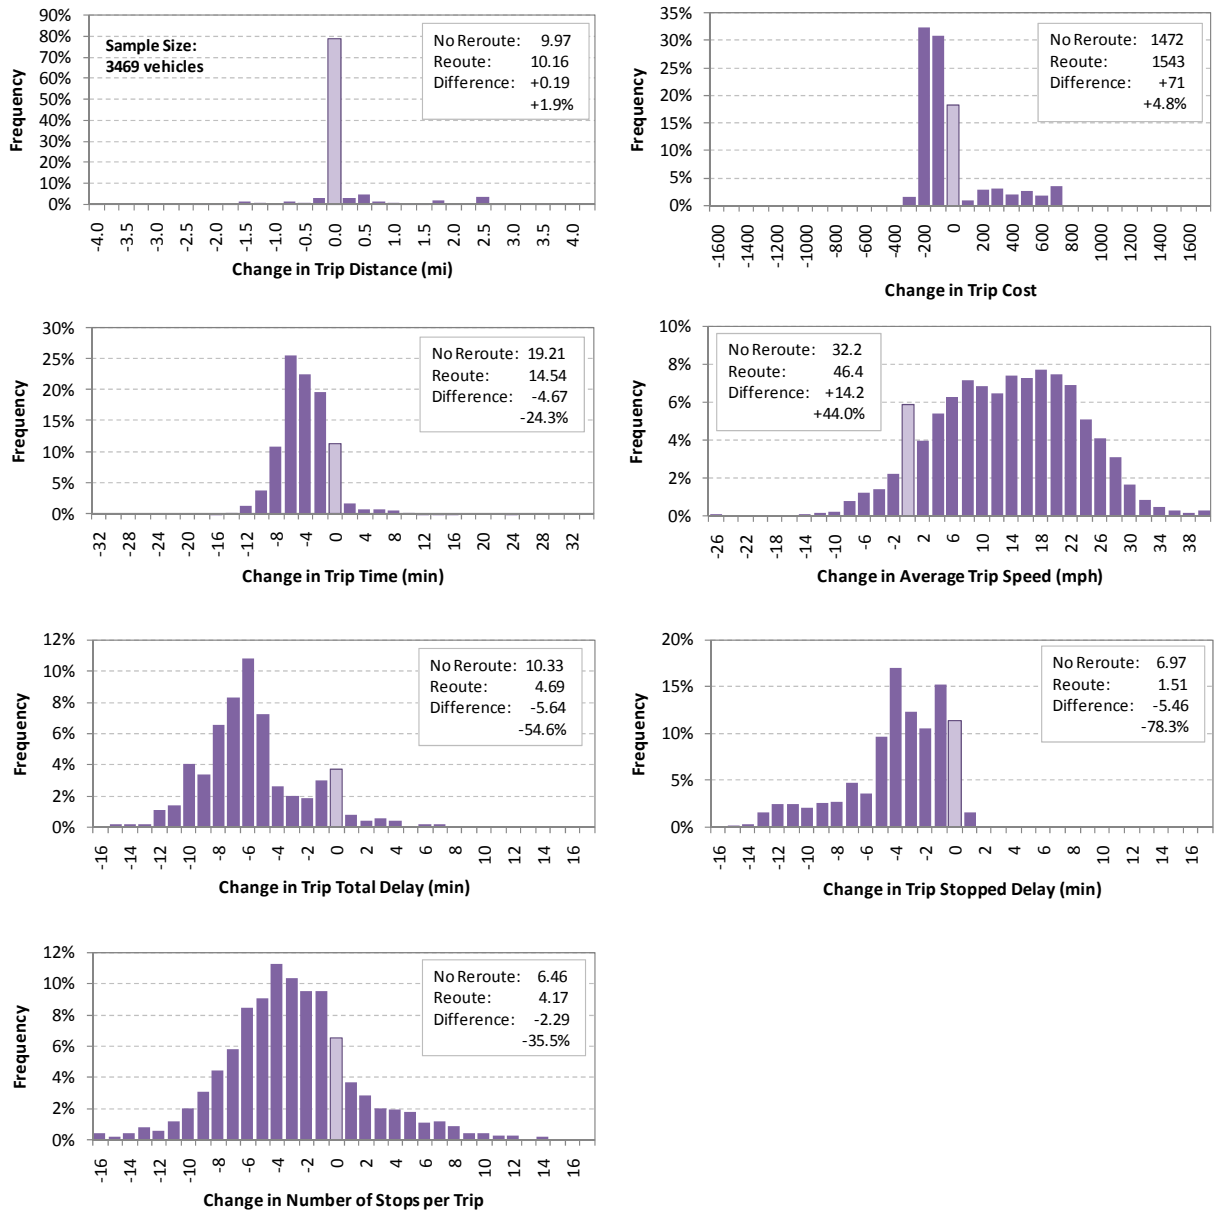 90%
80%
70%
60%
50%
40%
30%
20%
10%
0%
Frequency
Sample Size:
3469 vehicles
No Reroute: 9.97
Reoute: 10.16
Difference: +0.19
+1.9%
-4.0 -3.5 -3.0 -2.5 -2.0 -1.5 -1.0 -0.5 0.0 0.5 1.0 1.5 2.0 2.5 3.0 3.5 4.0
Change in Trip Distance (mi)
35%
30%
25%
20%
15%
10%
5%
0%
Frequency
No Reroute: 1472
Reoute: 1543
Difference: +71
+4.8%
-1600 -1400 -1200 -1000 -800 -600 -400 -200 0 200 400 600 800 1000 1200 1400 1600
Change in Trip Cost
30%
25%
20%
15%
10%
5%
0%
Frequency
No Reroute: 19.21
Reoute: 14.54
Difference: -4.67
-24.3%
-32 -28 -24 -20 -16 -12 -8 -4 0 4 8 12 16 20 24 28 32
Change in Trip Time (min)
10%
8%
6%
4%
2%
0%
Frequency
No Reroute: 32.2
Reoute: 46.4
Difference: +14.2
+44.0%
-26 -22 -18 -14 -10 -6 -2 2 6 10 14 18 22 26 30 34 38
Change in Average Trip Speed (mph)
12%
10%
8%
6%
4%
2%
0%
Frequency
No Reroute: 10.33
Reoute: 4.69
Difference: -5.64
-54.6%
-16 -14 -12 -10 -8 -6 -4 -2 0 2 4 6 8 10 12 14 16
Change in Trip Total Delay (min)
20%
15%
10%
5%
0%
Frequency
No Reroute: 6.97
Reoute: 1.51
Difference: -5.46
-78.3%
-16 -14 -12 -10 -8 -6 -4 -2 0 2 4 6 8 10 12 14 16
Change in Trip Stopped Delay (min)
12%
10%
8%
6%
4%
2%
0%
Frequency
No Reroute: 6.46
Reoute: 4.17
Difference: -2.29
-35.5%
-16 -14 -12 -10 -8 -6 -4 -2 0 2 4 6 8 10 12 14 16
Change in Number of Stops per Trip